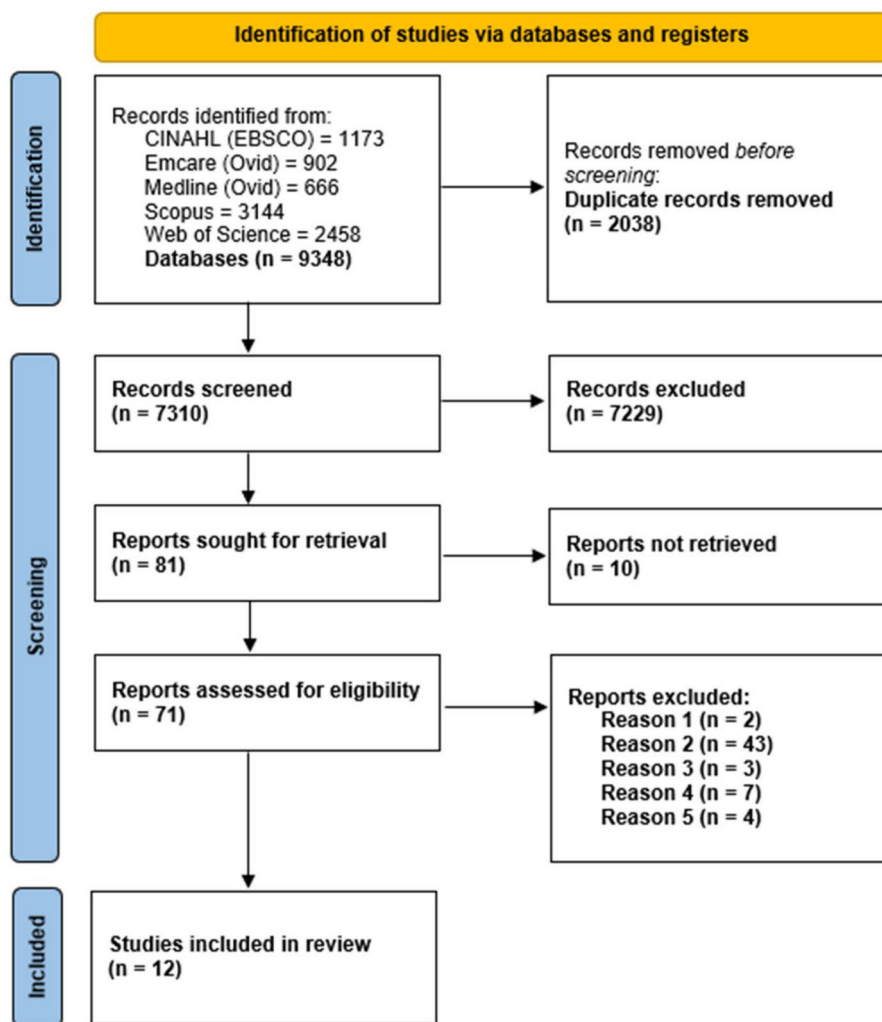 Identification of studies via databases and registers
Identification
Records identified from:
CINAHL (EBSCO) = 1173
Emcare (Ovid) = 902
Medline (Ovid) = 666
Scopus = 3144
Web of Science = 2458
Databases (n = 9348)
Records removed before
screening:
Duplicate records removed
(n = 2038)
Screening
Records screened
(n = 7310)
Records excluded
(n = 7229)
Reports sought for retrieval
(n = 81)
Reports not retrieved
(n = 10)
Reports assessed for eligibility
(n = 71)
Reports excluded:
Reason 1 (n = 2)
Reason 2 (n = 43)
Reason 3 (n = 3)
Reason 4 (n = 7)
Reason 5 (n = 4)
Included
Studies included in review
(n = 12)